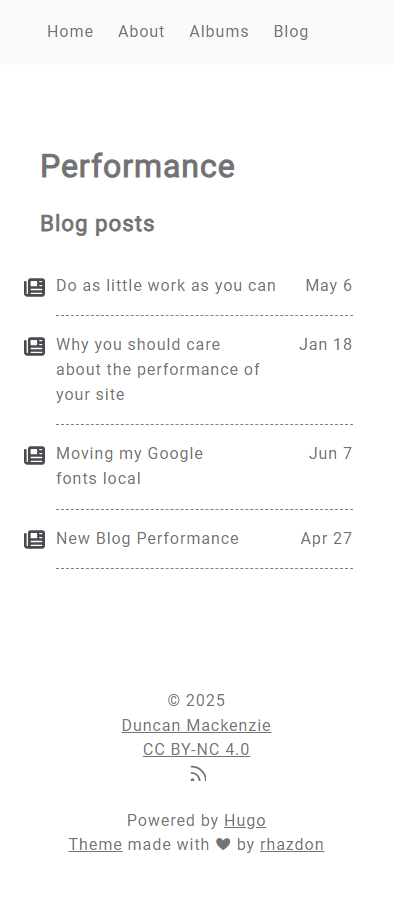 Home About Albums Blog
Performance
Blog posts
Do as little work as you can May 6
Why you should care Jan 18
about the performance of
your site
Moving my Google Jun 7
fonts local
New Blog Performance Apr 27
© 2025
Duncan Mackenzie
CC BY-NC 4.0
Powered by Hugo
Theme made with ♥ by rhazdon